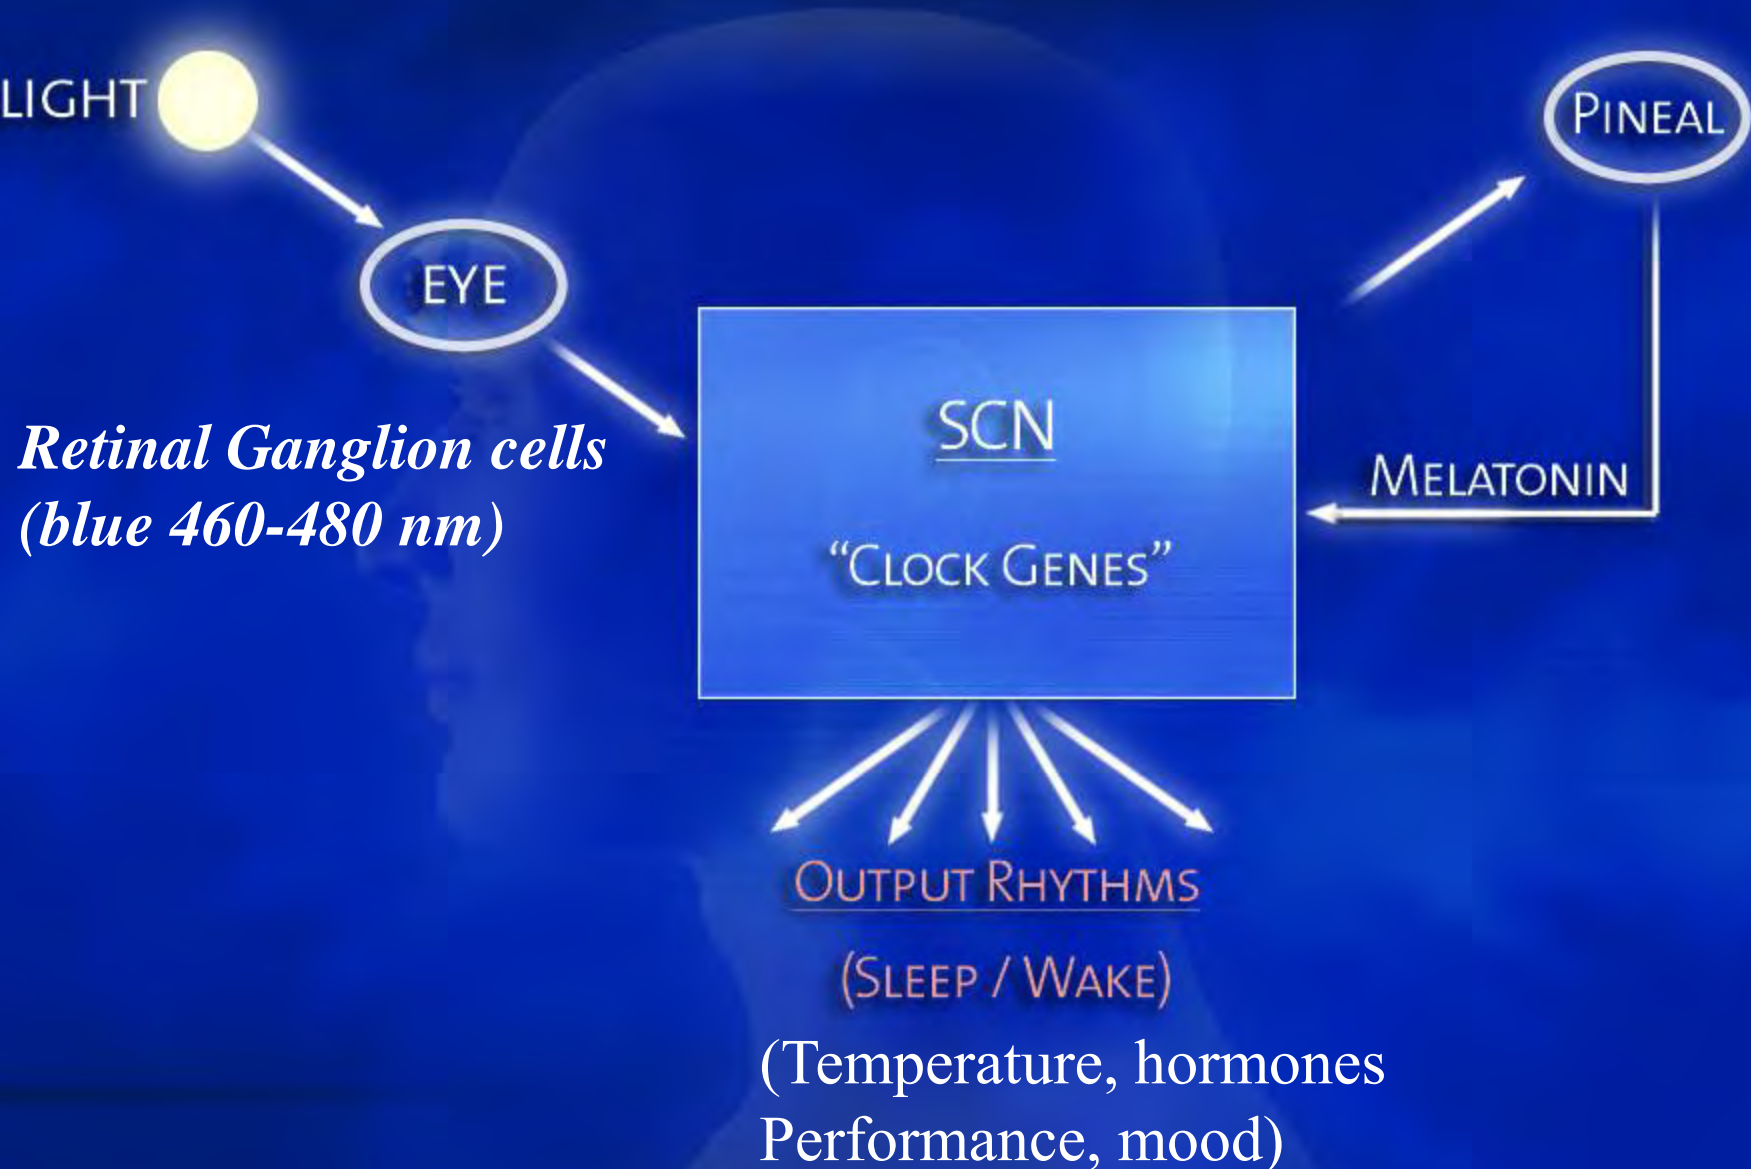 LIGHT
PINEAL
EYE
Retinal Ganglion cells
(blue 460-480 nm)
SCN
“CLOCK GENES”
MELATONIN
OUTPUT RHYTHMS
(SLEEP / WAKE)
(Temperature, hormones
Performance, mood)